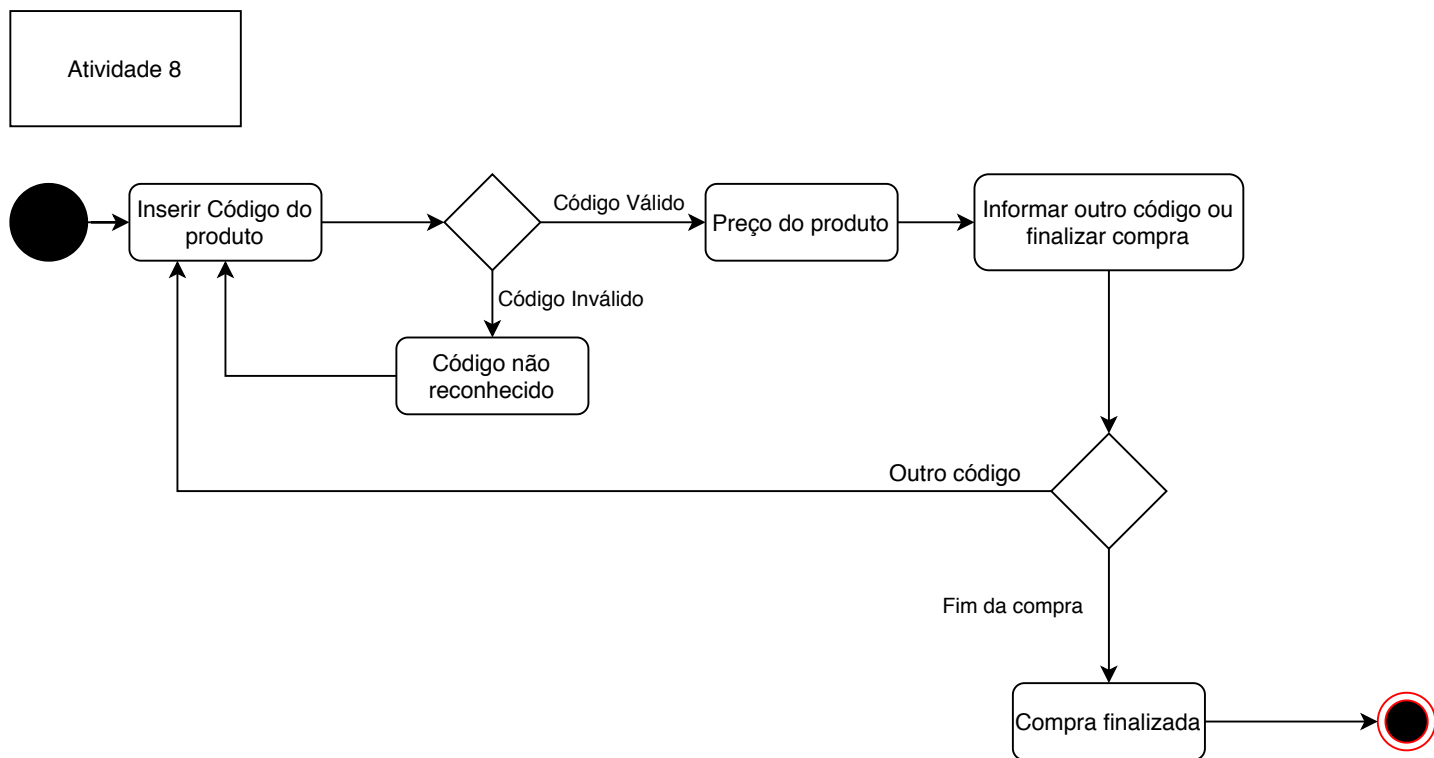 Atividade 8
Inserir Código do
produto
Código Válido
Preço do produto
Informar outro código ou
finalizar compra
Código Inválido
Código não
reconhecido
Outro código
Fim da compra
Compra finalizada